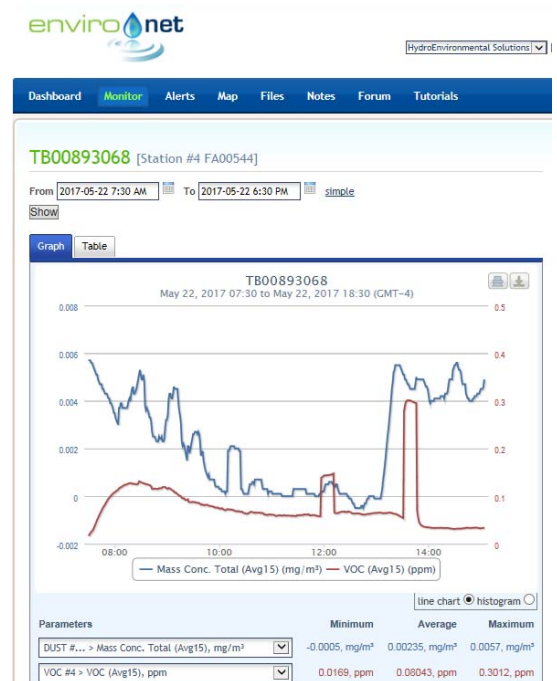 enviro net
HydroEnvironmental Solutions
Dashboard Monitor Alerts Map Files Notes Forum Tutorials
TB00893068 [Station #4 FA00544]
From 2017-05-22 7:30 AM To 2017-05-22 6:30 PM simple
Show
Graph Table
TB00893068
May 22, 2017 07:30 to May 22, 2017 18:30 (GMT-4)
0.008 0.5
0.006 0.4
0.004 0.3
0.002 0.2
0 0.1
-0.002 0
08:00 10:00 12:00 14:00
Mass Conc. Total (Avg15) (mg/m³) VOC (Avg15) (ppm)
line chart histogram
Parameters Minimum Average Maximum
DUST #... > Mass Conc. Total (Avg15), mg/m³ -0.0005, mg/m³ 0.00235, mg/m³ 0.0057, mg/m³
VOC #4 > VOC (Avg15), ppm 0.0169, ppm 0.08043, ppm 0.3012, ppm